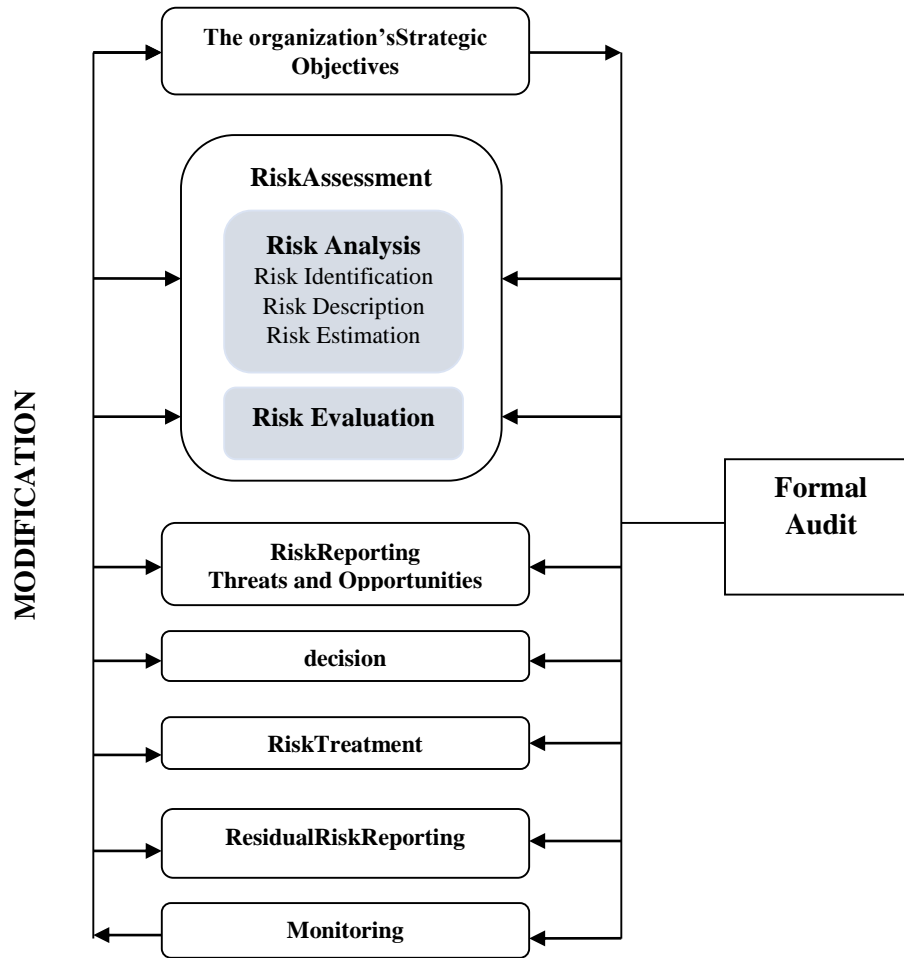 The organization'sStrategic
Objectives
RiskAssessment
Risk Analysis
Risk Identification
Risk Description
Risk Estimation
Risk Evaluation
MODIFICATION
Formal
Audit
RiskReporting
Threats and Opportunities
decision
RiskTreatment
ResidualRiskReporting
Monitoring